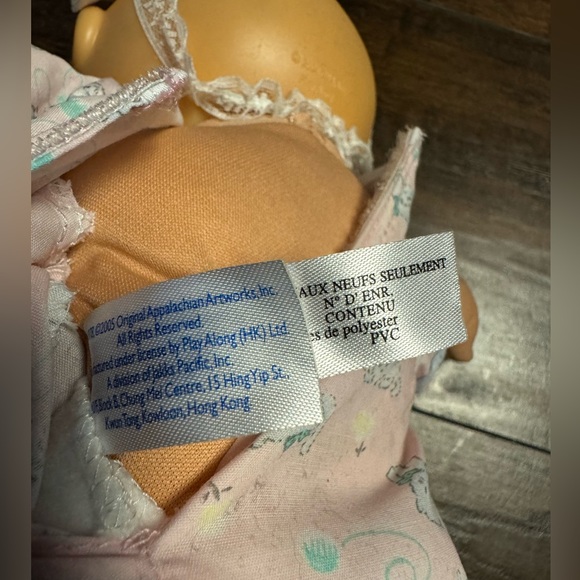 ©2005 Original Appalachian Artworks, Inc.
All Rights Reserved.
under license by Play Along (HK) Ltd
A division of Jakks Pacific, Inc.
Block B, Chung Mei Centre, 15 Hing Yip St.,
Kwon Tong, Kowloon, Hong Kong
AUX NEUFS SEULEMENT
N° D' ENR.
CONTENU
de polyester
PVC